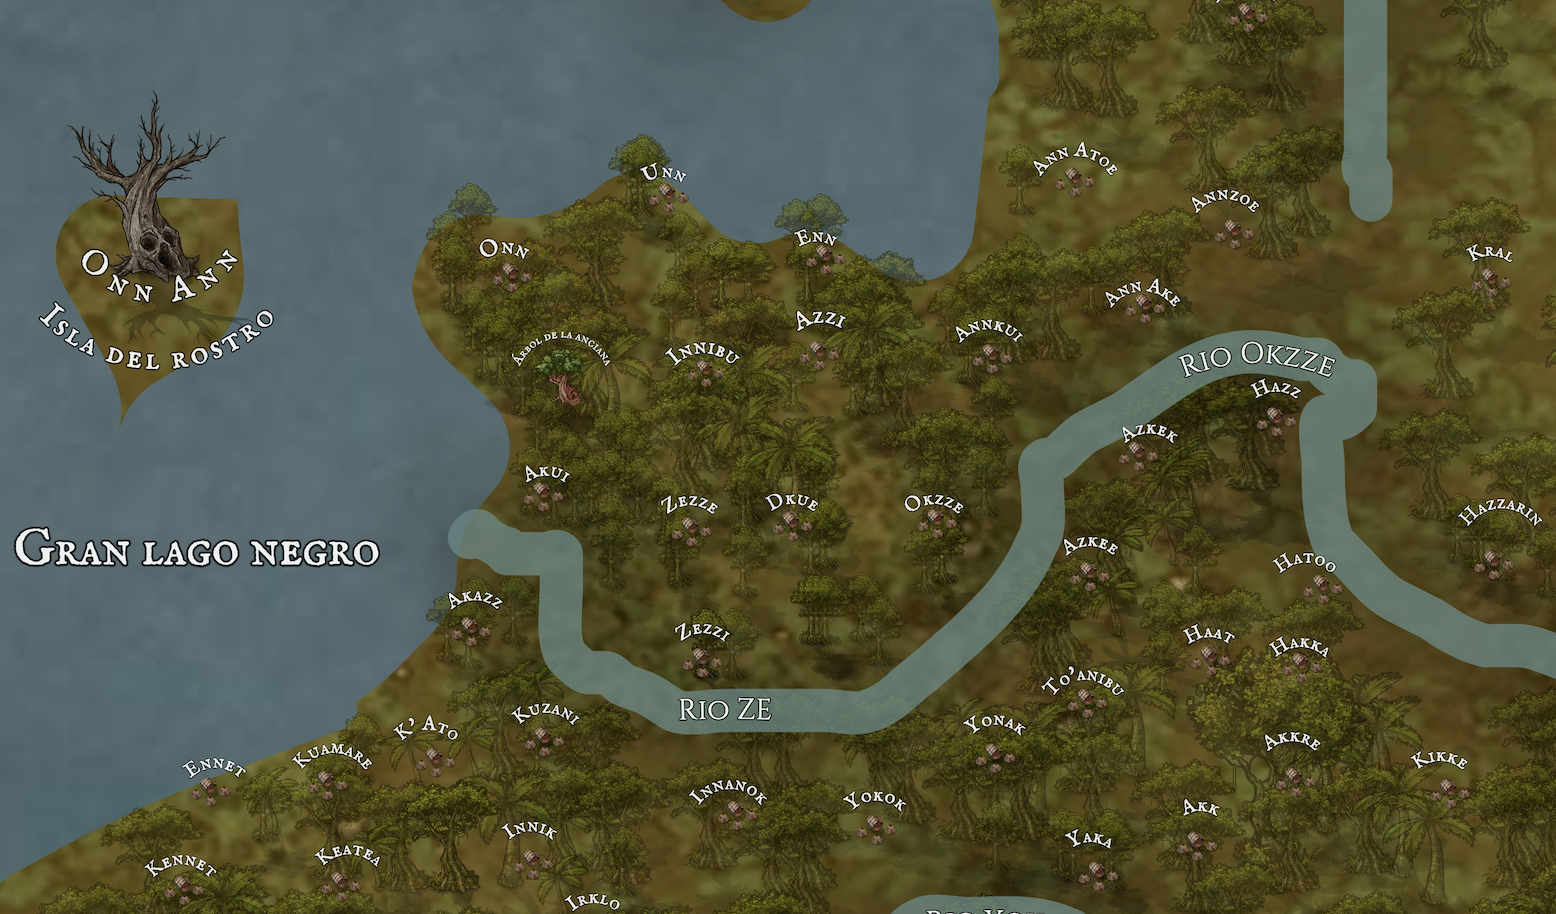 Ann Atoe
Unn
Annzoe
Onn
Enn
Kral
Onn Ann
Isla del rostro
Ann Ake
Azzi
Annkui
Árbol de la anciana
Innibu
Rio Okzze
Hazz
Azkek
Akui
Zezze
Dkue
Okzze
Hazzarin
Gran lago negro
Azkee
Hatoo
Akazz
Zezzi
Haat
Hakka
To'anibu
Rio Ze
Kuzani
K' Ato
Yonak
Akkre
Ennet
Kuamare
Kikke
Innanok
Yokok
Akk
Innik
Yaka
Kennet
Keatea
Irklo